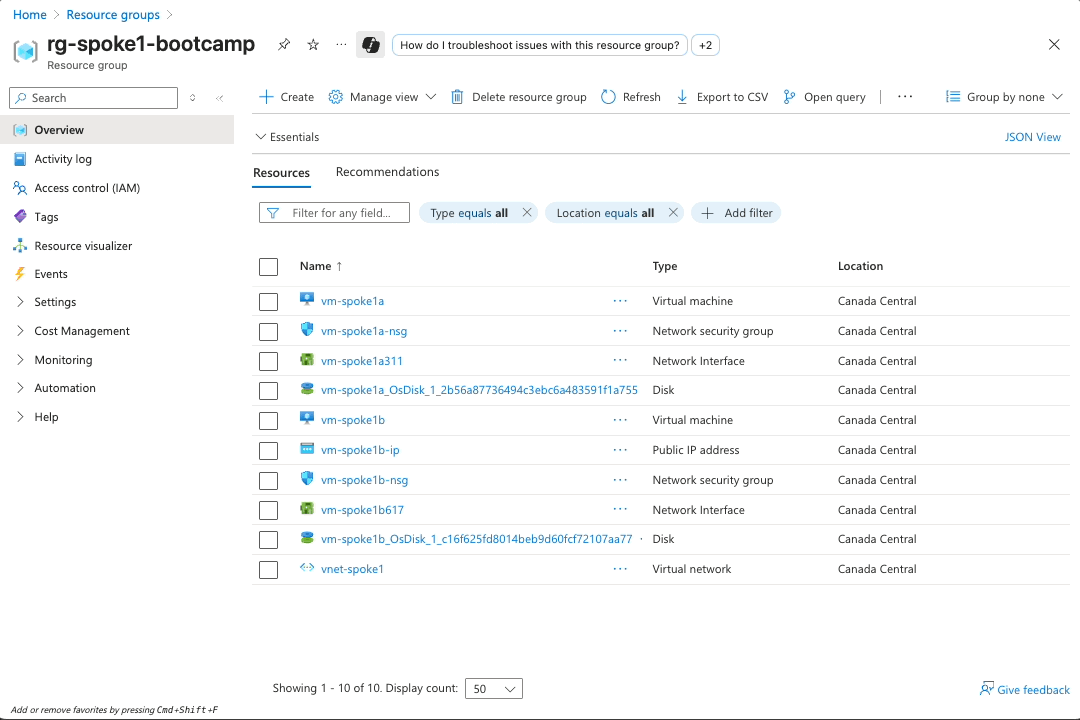 Home > Resource groups >
rg-spoke1-bootcamp
How do I troubleshoot issues with this resource group? +2
Resource group
Search
Create Manage view Delete resource group Refresh Export to CSV Open query Group by none
Overview
Activity log
Access control (IAM)
Tags
Resource visualizer
Events
Settings
Cost Management
Monitoring
Automation
Help
Essentials
JSON View
Resources Recommendations
Filter for any field... Type equals all Location equals all Add filter
Name ↑ Type Location
vm-spoke1a ··· Virtual machine Canada Central
vm-spoke1a-nsg ··· Network security group Canada Central
vm-spoke1a311 ··· Network Interface Canada Central
vm-spoke1a_OsDisk_1_2b56a87736494c3ebc6a483591f1a755 Disk Canada Central
vm-spoke1b ··· Virtual machine Canada Central
vm-spoke1b-ip ··· Public IP address Canada Central
vm-spoke1b-nsg ··· Network security group Canada Central
vm-spoke1b617 ··· Network Interface Canada Central
vm-spoke1b_OsDisk_1_c16f625fd8014beb9d60fcf72107aa77 · Disk Canada Central
vnet-spoke1 ··· Virtual network Canada Central
Showing 1 - 10 of 10. Display count: 50
Give feedback
Add or remove favorites by pressing Cmd+Shift+F